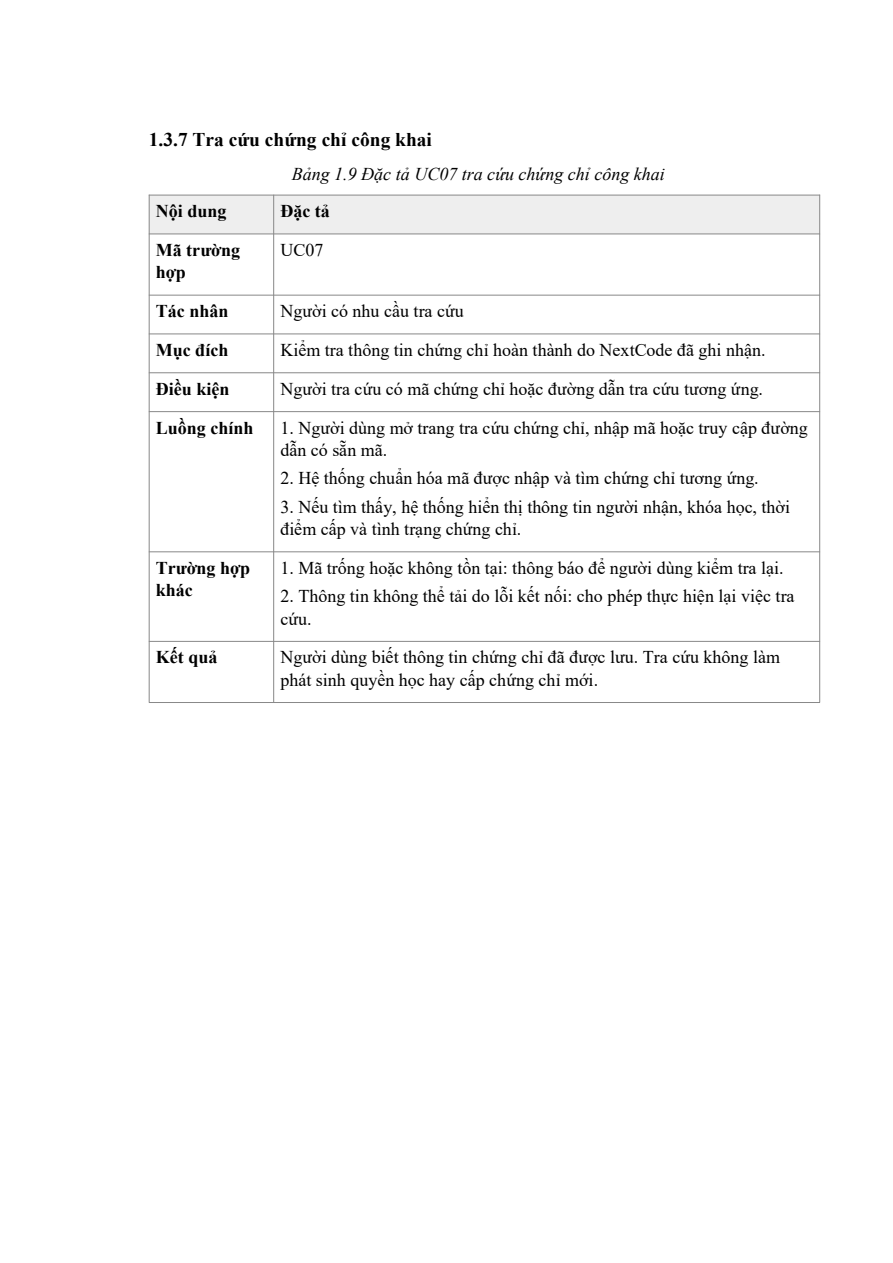 1.3.7 Tra cứu chứng chỉ công khai
Bảng 1.9 Đặc tả UC07 tra cứu chứng chỉ công khai
Nội dung Đặc tả
Mã trường UC07
hợp
Tác nhân Người có nhu cầu tra cứu
Mục đích Kiểm tra thông tin chứng chỉ hoàn thành do NextCode đã ghi nhận.
Điều kiện Người tra cứu có mã chứng chỉ hoặc đường dẫn tra cứu tương ứng.
Luồng chính 1. Người dùng mở trang tra cứu chứng chỉ, nhập mã hoặc truy cập đường
dẫn có sẵn mã.
2. Hệ thống chuẩn hóa mã được nhập và tìm chứng chỉ tương ứng.
3. Nếu tìm thấy, hệ thống hiển thị thông tin người nhận, khóa học, thời
điểm cấp và tình trạng chứng chỉ.
Trường hợp 1. Mã trống hoặc không tồn tại: thông báo để người dùng kiểm tra lại.
khác 2. Thông tin không thể tải do lỗi kết nối: cho phép thực hiện lại việc tra
cứu.
Kết quả Người dùng biết thông tin chứng chỉ đã được lưu. Tra cứu không làm
phát sinh quyền học hay cấp chứng chỉ mới.